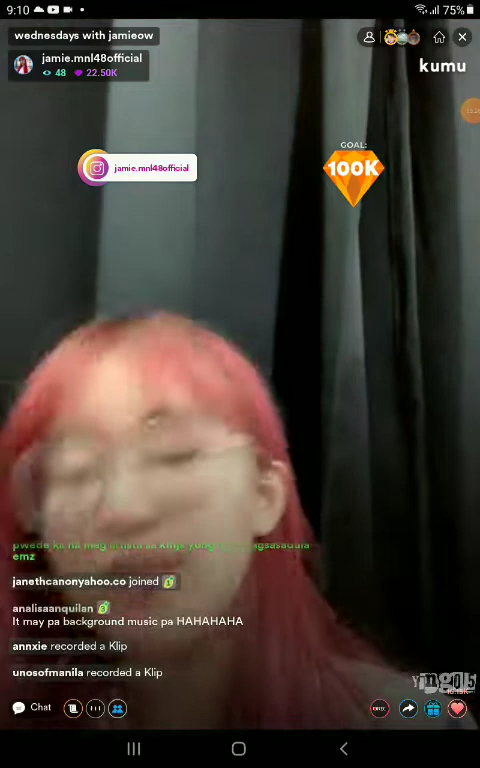 9:10
75%
wednesdays with jamieow
jamie.mnl48official
48 22.50K
kumu
GOAL:
100K
jamie.mnl48official
emz
janethcanonyahoo.co joined
analisaanquilan
It may pa background music pa HAHAHAHA
annxie recorded a Klip
unosofmanila recorded a Klip
Chat